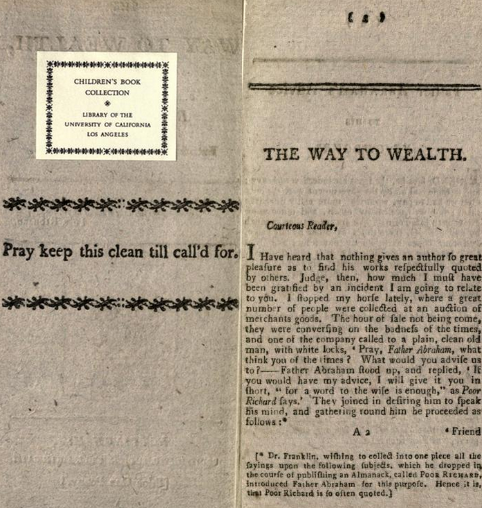 CHILDREN'S BOOK
COLLECTION
LIBRARY OF THE
UNIVERSITY OF CALIFORNIA
LOS ANGELES
Pray keep this clean till call'd for.
THE WAY TO WEALTH.
Courteous Reader,
I Have heard that nothing gives an author ſo great
pleaſure as to find his works reſpectfully quoted
by others. Judge, then, how much I muſt have
been gratified by an incident I am going to relate
to you. I ſtopped my horſe lately, where a great
number of people were collected at an auction of
merchants goods. The hour of ſale not being come,
they were converſing on the badneſs of the times,
and one of the company called to a plain, clean old
man, with white locks, ‘ Pray, Father Abraham, what
think you of the times ? What would you adviſe us
to ?—— Father Abraham ſtood up, and replied, ‘ If
you would have my advice, I will give it you in
ſhort, “ for a word to the wiſe is enough,” as Poor
Richard ſays.’ They joined in deſiring him to ſpeak
his mind, and gathering round him he proceeded as
follows :*
A 2 ‘ Friend
[* Dr. Franklin, wiſhing to collect into one piece all the
ſayings upon the following ſubjects, which he dropped in
the courſe of publiſhing an Almanack, called POOR RICHARD,
introduced Father Abraham for this purpoſe. Hence it is,
that Poor Richard is ſo often quoted.]